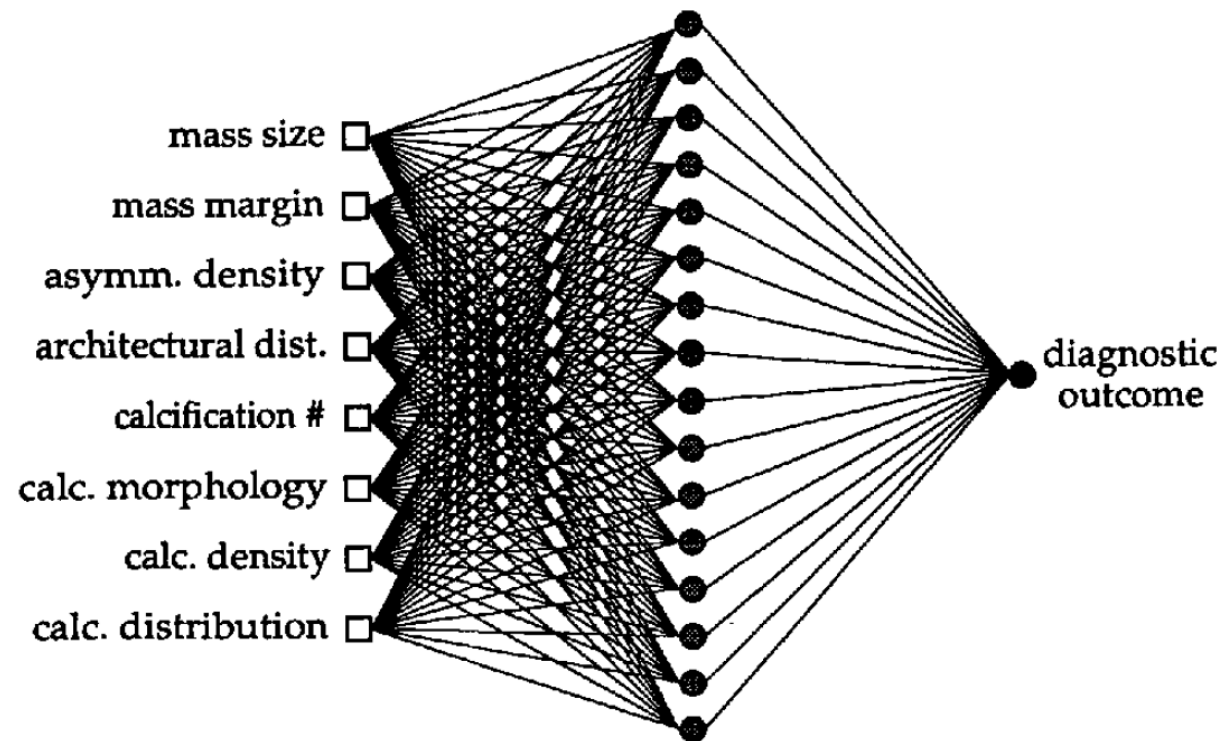 mass size
mass margin
asymm. density
architectural dist.
calcification #
calc. morphology
calc. density
calc. distribution
diagnostic
outcome